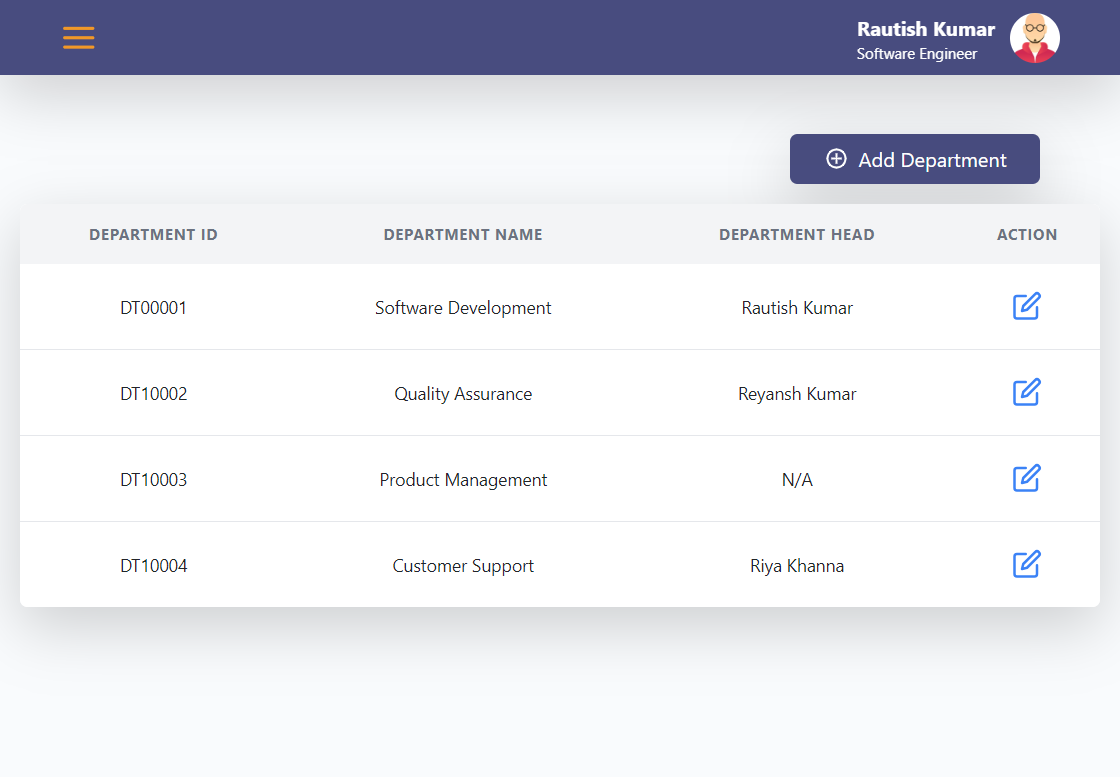 Rautish Kumar
Software Engineer
Add Department
DEPARTMENT ID DEPARTMENT NAME DEPARTMENT HEAD ACTION
DT00001 Software Development Rautish Kumar
DT10002 Quality Assurance Reyansh Kumar
DT10003 Product Management N/A
DT10004 Customer Support Riya Khanna